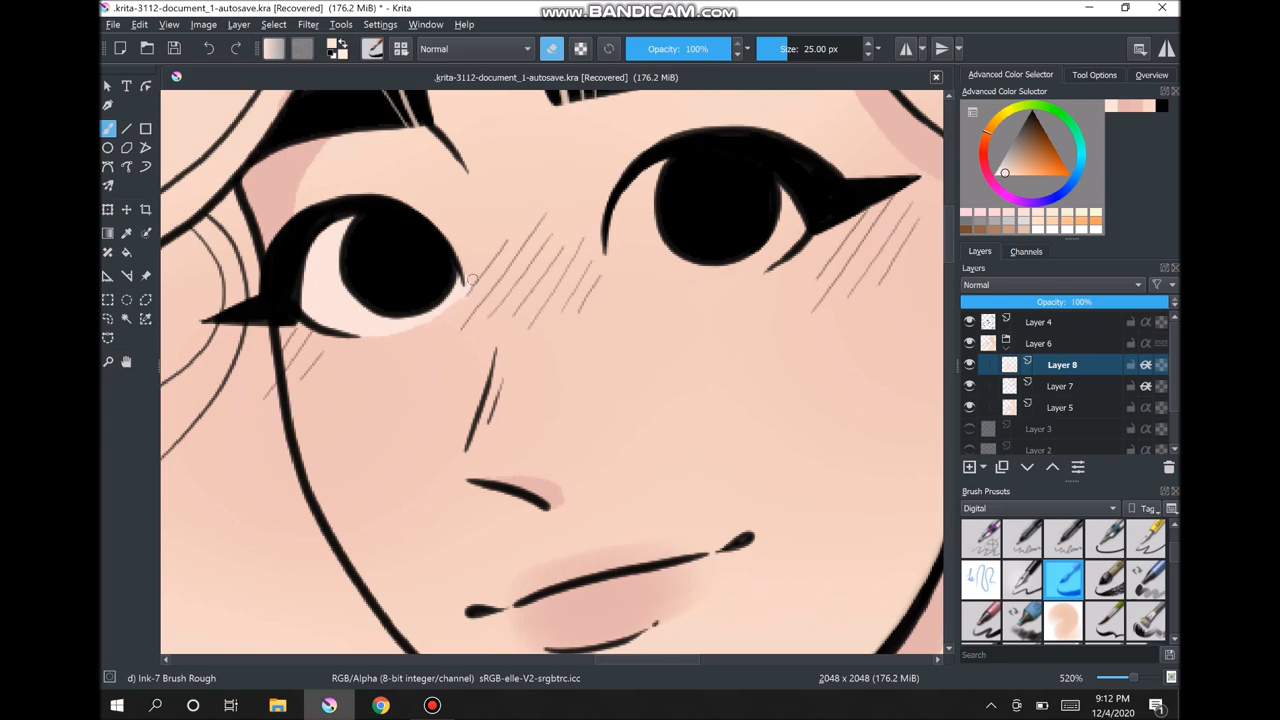 .krita-3112-document_1-autosave.kra [Recovered] (176.2 MiB) * - Krita
www.BANDICAM.com
File Edit View Image Layer Select Filter Tools Settings Window Help
Normal Opacity: 100% Size: 25.00 px
.krita-3112-document_1-autosave.kra [Recovered] (176.2 MiB)
Advanced Color Selector Tool Options Overview
Advanced Color Selector
Layers Channels
Layers
Normal
Opacity: 100%
Layer 4
Layer 6
Layer 8
Layer 7
Layer 5
Layer 3
Layer 2
Brush Presets
Digital Tag
Search
d) Ink-7 Brush Rough RGB/Alpha (8-bit integer/channel) sRGB-elle-V2-srgbtrc.icc 2048 x 2048 (176.2 MiB) 520%
9:12 PM
12/4/2020
1